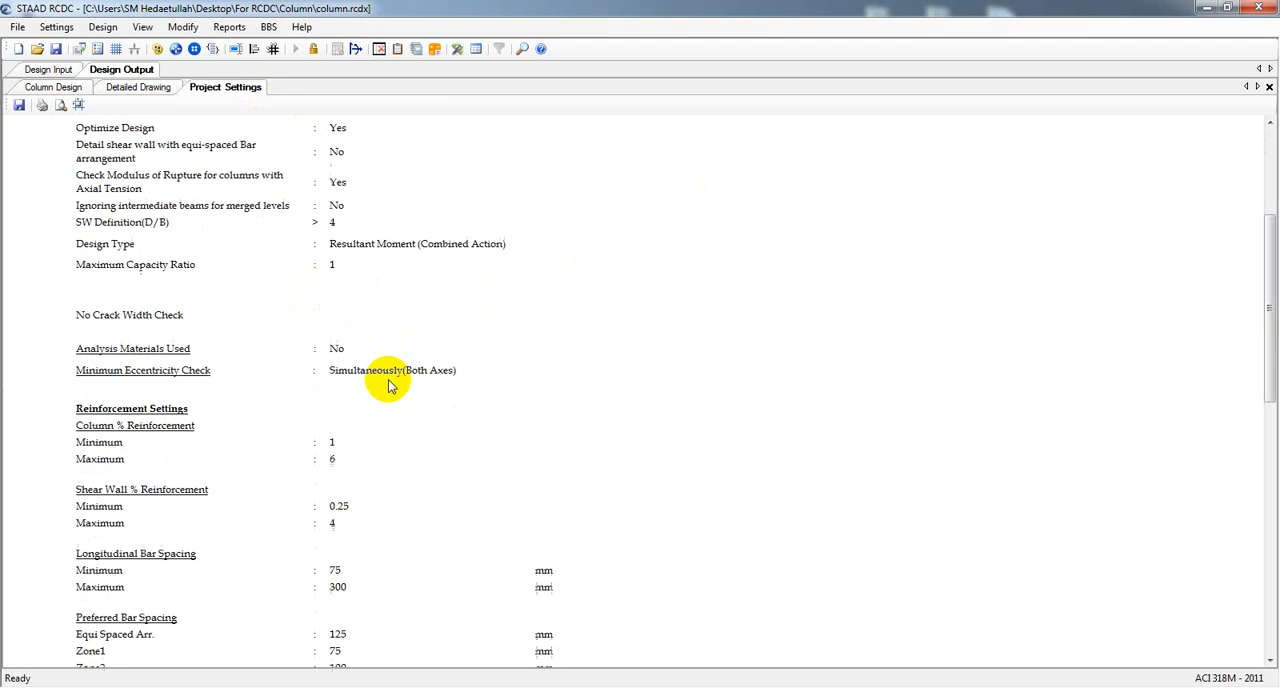 STAAD RCDC - [C:\Users\SM Hedaetullah\Desktop\For RCDC\Column\column.rcdx]
File Settings Design View Modify Reports BBS Help
Design Input Design Output
Column Design Detailed Drawing Project Settings
Optimize Design : Yes
Detail shear wall with equi-spaced Bar
arrangement : No
Check Modulus of Rupture for columns with
Axial Tension : Yes
Ignoring intermediate beams for merged levels : No
SW Definition(D/B) > 4
Design Type : Resultant Moment (Combined Action)
Maximum Capacity Ratio : 1
No Crack Width Check
Analysis Materials Used : No
Minimum Eccentricity Check : Simultaneously(Both Axes)
Reinforcement Settings
Column % Reinforcement
Minimum : 1
Maximum : 6
Shear Wall % Reinforcement
Minimum : 0.25
Maximum : 4
Longitudinal Bar Spacing
Minimum : 75 mm
Maximum : 300 mm
Preferred Bar Spacing
Equi Spaced Arr. : 125 mm
Zone1 : 75 mm
Ready ACI 318M - 2011